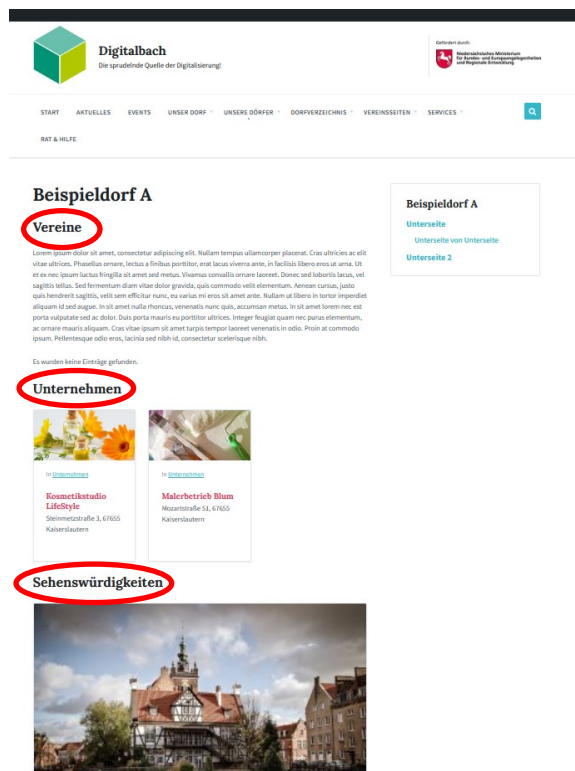 Digitalbach
Die sprudelnde Quelle der Digitalisierung!
Gefördert durch:
Niedersächsisches Ministerium
für Bundes- und Europaangelegenheiten
und Regionale Entwicklung
START AKTUELLES EVENTS UNSER DORF UNSERE DÖRFER DORFVERZEICHNIS VEREINSSEITEN SERVICES
RAT & HILFE
Beispieldorf A
Vereine
Lorem ipsum dolor sit amet, consectetur adipiscing elit. Nullam tempus ullamcorper placerat. Cras ultricies ac elit
vitae ultrices. Phasellus ornare, lectus a finibus porttitor, erat lacus viverra ante, in facilisis libero eros ut urna. Ut
et ex nec ipsum luctus fringilla sit amet sed metus. Vivamus convallis ornare laoreet. Donec sed lobortis lacus, vel
sagittis tellus. Sed fermentum diam vitae dolor gravida, quis commodo velit elementum. Aenean cursus, justo
quis hendrerit sagittis, velit sem efficitur nunc, eu varius mi eros sit amet ante. Nullam ut libero in tortor imperdiet
aliquam id sed augue. In sit amet nulla rhoncus, venenatis nunc quis, accumsan metus. In sit amet lorem nec est
porta vulputate sed ac dolor. Duis porta mauris eu porttitor ultrices. Integer feugiat quam nec purus elementum,
ac ornare mauris aliquam. Cras vitae ipsum sit amet turpis tempor laoreet venenatis in odio. Proin at commodo
ipsum. Pellentesque odio eros, lacinia sed nibh id, consectetur scelerisque nibh.
Es wurden keine Einträge gefunden.
Unternehmen
In Unternehmen
Kosmetikstudio
LifeStyle
Steinmetzstraße 3, 67655
Kaiserslautern
In Unternehmen
Malerbetrieb Blum
Mozartstraße 51, 67655
Kaiserslautern
Sehenswürdigkeiten
Beispieldorf A
Unterseite
Unterseite von Unterseite
Unterseite 2